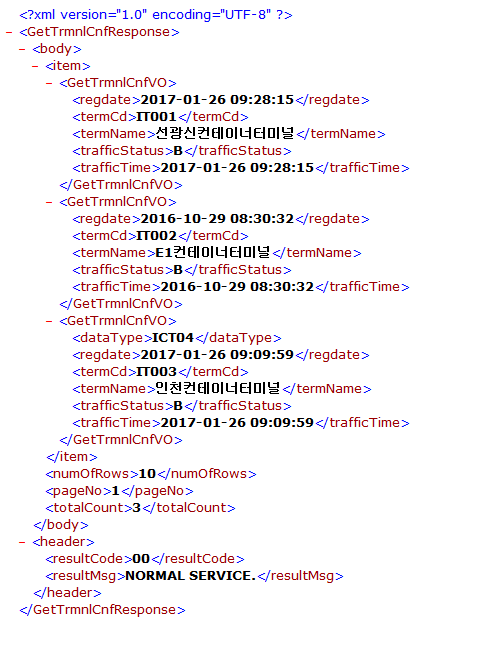 <?xml version="1.0" encoding="UTF-8" ?>
- <GetTrmnlCnfResponse>
- <body>
- <item>
- <GetTrmnlCnfVO>
<regdate>2017-01-26 09:28:15</regdate>
<termCd>IT001</termCd>
<termName>선광신컨테이너터미널</termName>
<trafficStatus>B</trafficStatus>
<trafficTime>2017-01-26 09:28:15</trafficTime>
</GetTrmnlCnfVO>
- <GetTrmnlCnfVO>
<regdate>2016-10-29 08:30:32</regdate>
<termCd>IT002</termCd>
<termName>E1컨테이너터미널</termName>
<trafficStatus>B</trafficStatus>
<trafficTime>2016-10-29 08:30:32</trafficTime>
</GetTrmnlCnfVO>
- <GetTrmnlCnfVO>
<dataType>ICT04</dataType>
<regdate>2017-01-26 09:09:59</regdate>
<termCd>IT003</termCd>
<termName>인천컨테이너터미널</termName>
<trafficStatus>B</trafficStatus>
<trafficTime>2017-01-26 09:09:59</trafficTime>
</GetTrmnlCnfVO>
</item>
<numOfRows>10</numOfRows>
<pageNo>1</pageNo>
<totalCount>3</totalCount>
</body>
- <header>
<resultCode>00</resultCode>
<resultMsg>NORMAL SERVICE.</resultMsg>
</header>
</GetTrmnlCnfResponse>